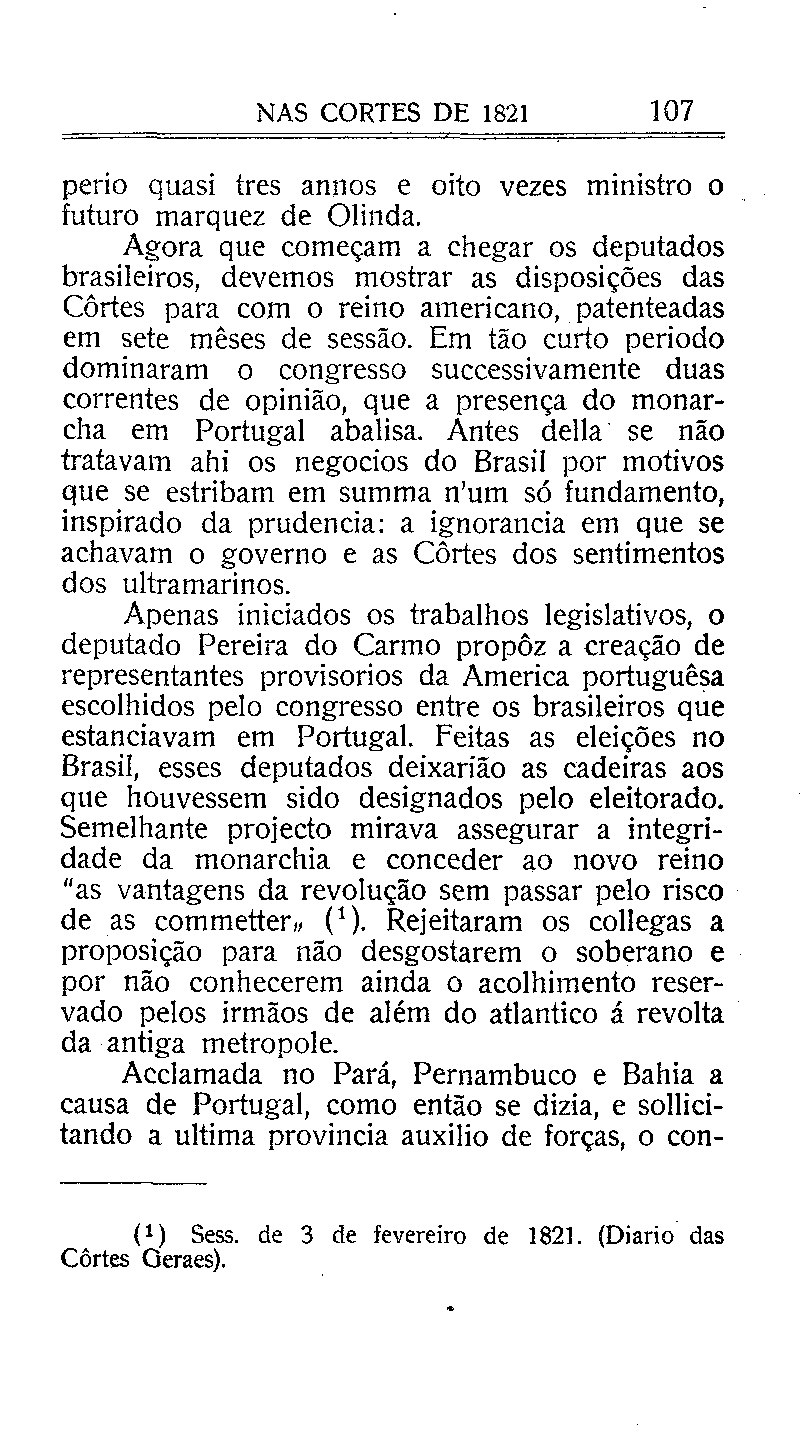 NAS CORTES DE 1821 107
perio quasi tres annos e oito vezes ministro o
futuro marquez de Olinda.
Agora que começam a chegar os deputados
brasileiros, devemos mostrar as disposições das
Côrtes para com o reino americano, patenteadas
em sete mêses de sessão. Em tão curto periodo
dominaram o congresso successivamente duas
correntes de opinião, que a presença do monar-
cha em Portugal abalisa. Antes della se não
tratavam ahi os negocios do Brasil por motivos
que se estribam em summa n'um só fundamento,
inspirado da prudencia: a ignorancia em que se
achavam o governo e as Côrtes dos sentimentos
dos ultramarinos.
Apenas iniciados os trabalhos legislativos, o
deputado Pereira do Carmo propôz a creação de
representantes provisorios da America portuguêsa
escolhidos pelo congresso entre os brasileiros que
estanciavam em Portugal. Feitas as eleições no
Brasil, esses deputados deixarião as cadeiras aos
que houvessem sido designados pelo eleitorado.
Semelhante projecto mirava assegurar a integri-
dade da monarchia e conceder ao novo reino
"as vantagens da revolução sem passar pelo risco
de as commetter„ (¹). Rejeitaram os collegas a
proposição para não desgostarem o soberano e
por não conhecerem ainda o acolhimento reser-
vado pelos irmãos de além do atlantico á revolta
da antiga metropole.
Acclamada no Pará, Pernambuco e Bahia a
causa de Portugal, como então se dizia, e sollici-
tando a ultima provincia auxilio de forças, o con-
(¹) Sess. de 3 de fevereiro de 1821. (Diario das
Côrtes Geraes).